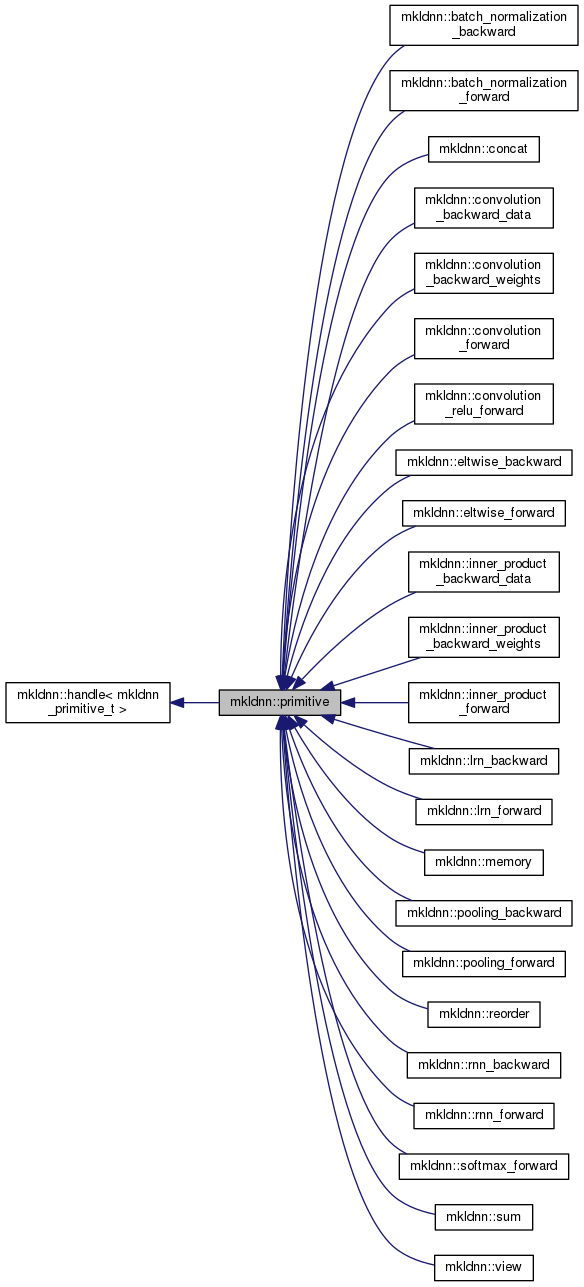 mkldnn::batch_normalization
_backward
mkldnn::batch_normalization
_forward
mkldnn::concat
mkldnn::convolution
_backward_data
mkldnn::convolution
_backward_weights
mkldnn::convolution
_forward
mkldnn::convolution
_relu_forward
mkldnn::eltwise_backward
mkldnn::eltwise_forward
mkldnn::inner_product
_backward_data
mkldnn::inner_product
_backward_weights
mkldnn::handle< mkldnn
_primitive_t >
mkldnn::primitive
mkldnn::inner_product
_forward
mkldnn::lrn_backward
mkldnn::lrn_forward
mkldnn::memory
mkldnn::pooling_backward
mkldnn::pooling_forward
mkldnn::reorder
mkldnn::rnn_backward
mkldnn::rnn_forward
mkldnn::softmax_forward
mkldnn::sum
mkldnn::view